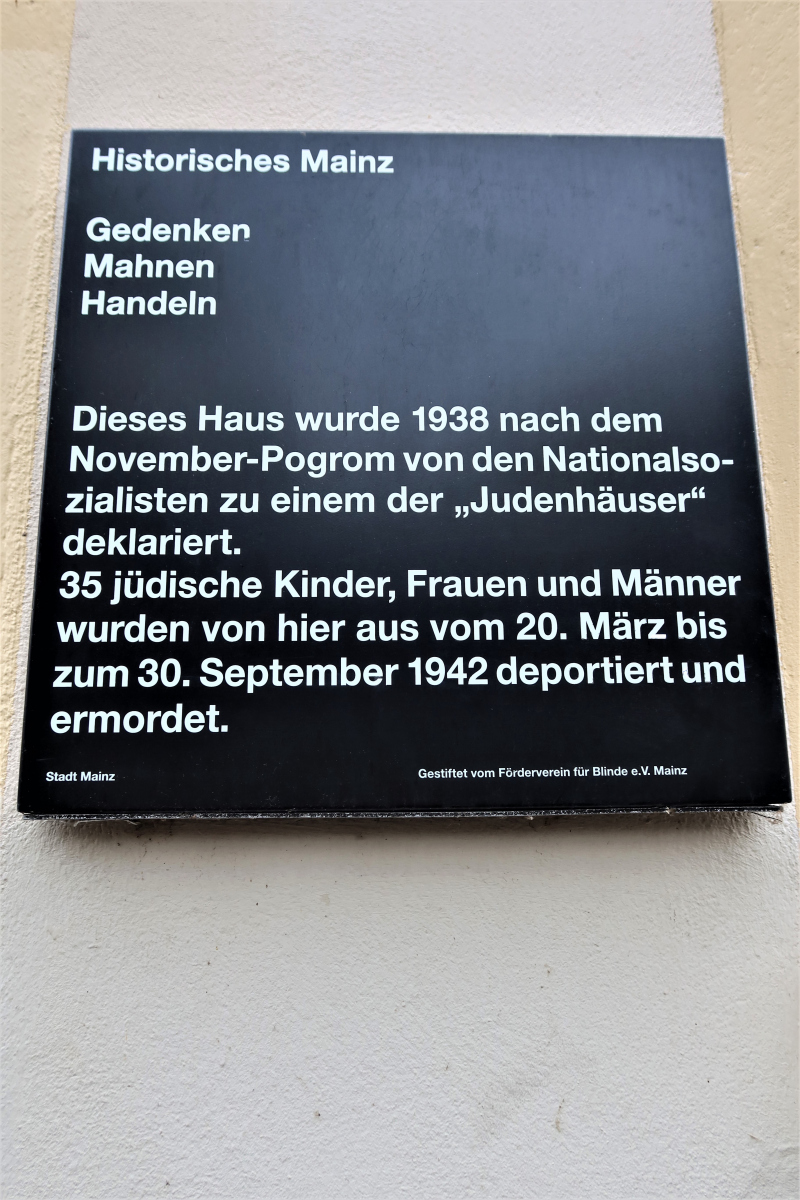 Historisches Mainz
Gedenken
Mahnen
Handeln
Dieses Haus wurde 1938 nach dem
November-Pogrom von den Nationalso-
zialisten zu einem der „Judenhäuser“
deklariert.
35 jüdische Kinder, Frauen und Männer
wurden von hier aus vom 20. März bis
zum 30. September 1942 deportiert und
ermordet.
Stadt Mainz
Gestiftet vom Förderverein für Blinde e.V. Mainz